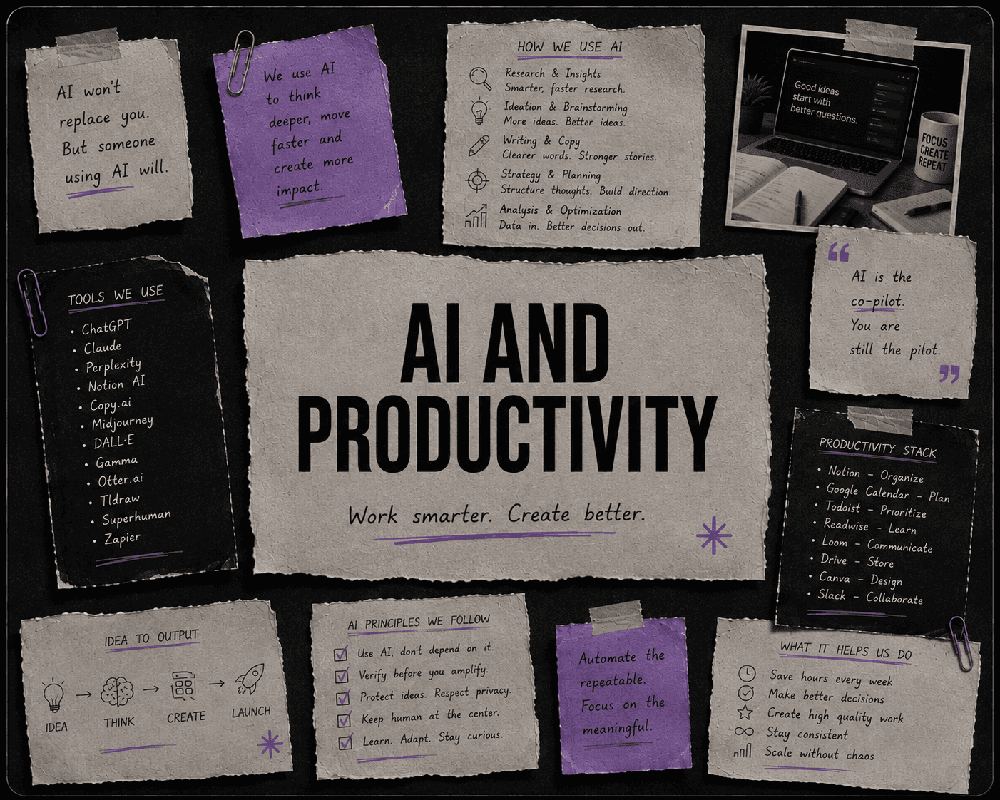 AI won't
replace you.
But someone
using AI will.
We use AI
to think
deeper, move
faster and
create more
impact.
HOW WE USE AI
Research & Insights
Smarter, faster research.
Ideation & Brainstorming
More ideas. Better ideas.
Writing & Copy
Clearer words. Stronger stories.
Strategy & Planning
Structure thoughts. Build direction.
Analysis & Optimization
Data in. Better decisions out.
Good ideas
start with
better questions.
FOCUS
CREATE
REPEAT
TOOLS WE USE
• ChatGPT
• Claude
• Perplexity
• Notion AI
• Copy.ai
• Midjourney
• DALL·E
• Gamma
• Otter.ai
• Tldraw
• Superhuman
• Zapier
AI AND
PRODUCTIVITY
Work smarter. Create better.
“
AI is the
co-pilot.
You are
still the pilot.
”
PRODUCTIVITY STACK
• Notion - Organize
• Google Calendar - Plan
• Todoist - Prioritize
• Readwise - Learn
• Loom - Communicate
• Drive - Store
• Canva - Design
• Slack - Collaborate
IDEA TO OUTPUT
IDEA → THINK → CREATE → LAUNCH
AI PRINCIPLES WE FOLLOW
Use AI, don't depend on it.
Verify before you amplify.
Protect ideas. Respect privacy.
Keep human at the center.
Learn. Adapt. Stay curious.
Automate the
repeatable.
Focus on the
meaningful.
WHAT IT HELPS US DO
Save hours every week
Make better decisions
Create high quality work
Stay consistent
Scale without chaos